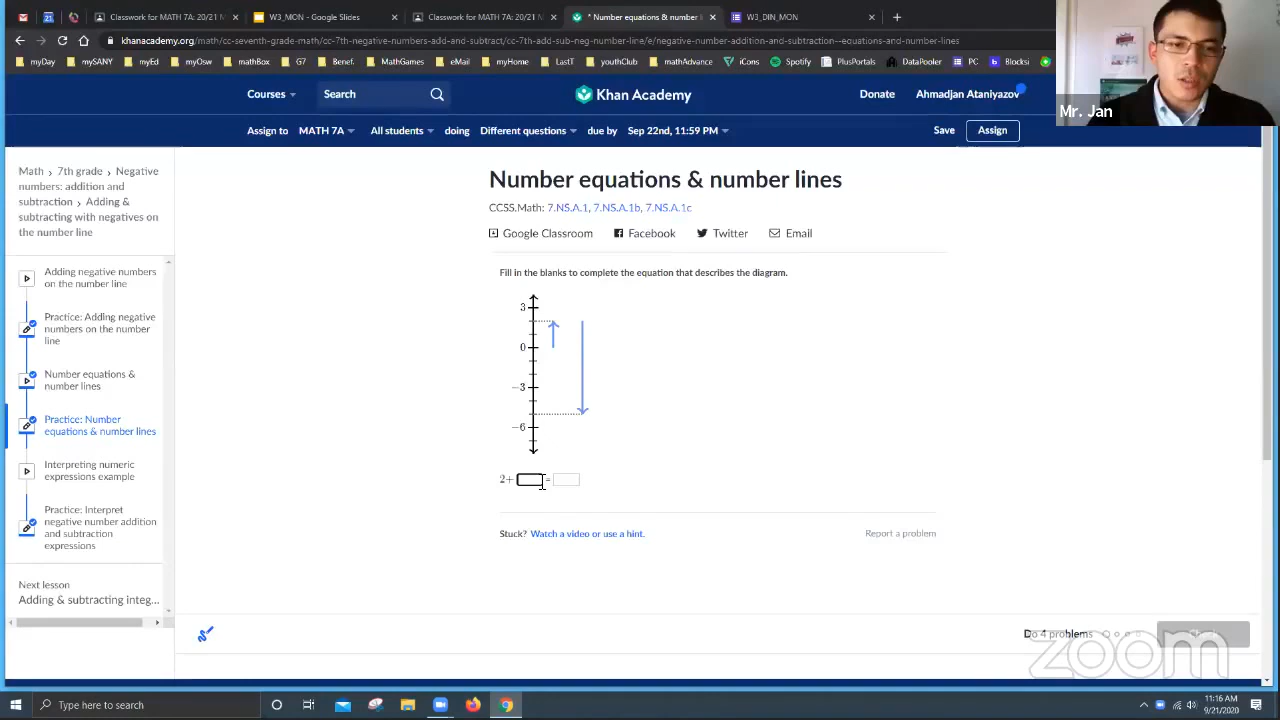 Classwork for MATH 7A: 20/21 M
W3_MON - Google Slides
Classwork for MATH 7A: 20/21 M
* Number equations & number li
W3_DIN_MON
khanacademy.org/math/cc-seventh-grade-math/cc-7th-negative-numbers-add-and-subtract/cc-7th-add-sub-neg-number-line/e/negative-number-addition-and-subtraction--equations-and-number-lines
myDay mySANY myEd myOsw mathBox G7 Benef. MathGames eMail my:home LastT youthClub mathAdvance iCons Spotify PlusPortals DataPooler PEAR Blocksi
Courses
Search
Khan Academy
Donate
Ahmadjan Ataniyazov
Mr. Jan
Assign to MATH 7A All students doing Different questions due by Sep 22nd, 11:59 PM Save Assign
Math › 7th grade › Negative
numbers: addition and
subtraction › Adding &
subtracting with negatives on
the number line
Adding negative numbers
on the number line
Practice: Adding negative
numbers on the number
line
Number equations &
number lines
Practice: Number
equations & number lines
Interpreting numeric
expressions example
Practice: Interpret
negative number addition
and subtraction
expressions
Next lesson
Adding & subtracting integ...
Number equations & number lines
CCSS.Math: 7.NS.A.1, 7.NS.A.1b, 7.NS.A.1c
Google Classroom Facebook Twitter Email
Fill in the blanks to complete the equation that describes the diagram.
3
0
−3
−6
2+ =
Stuck? Watch a video or use a hint.
Report a problem
Do 4 problems
Check
zoom
Type here to search
11:16 AM
9/21/2020